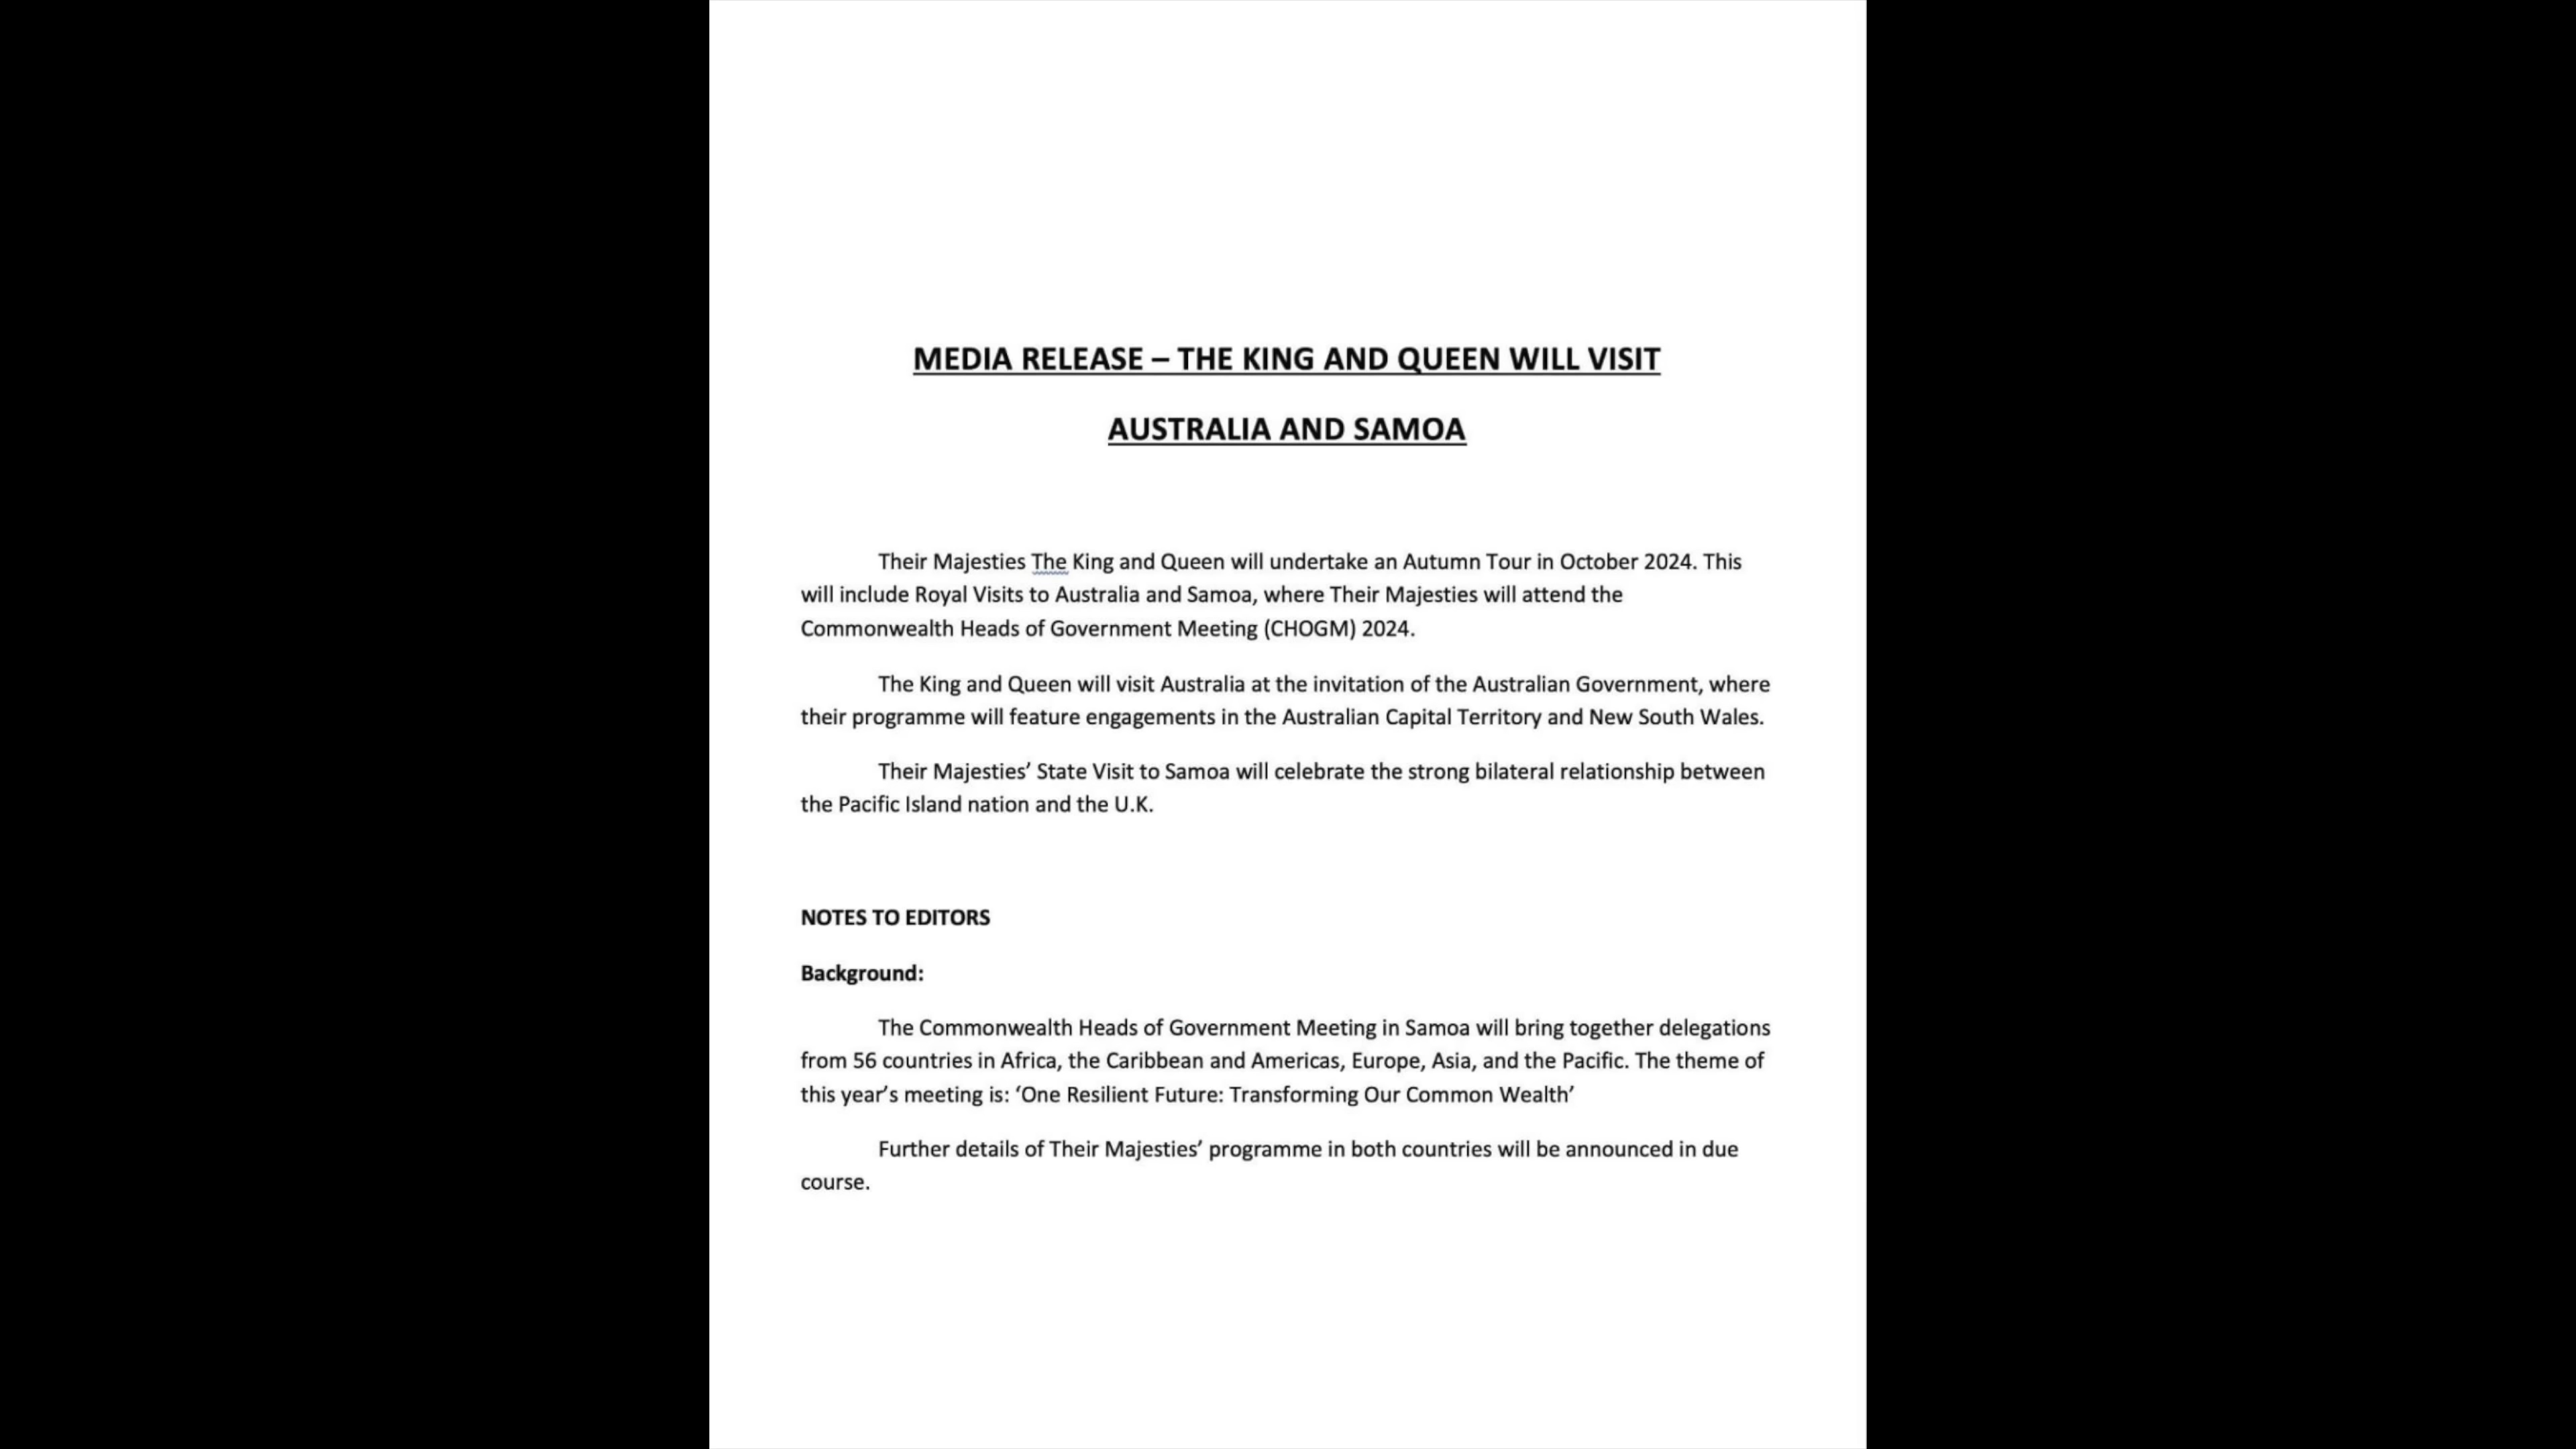 MEDIA RELEASE – THE KING AND QUEEN WILL VISIT
AUSTRALIA AND SAMOA
Their Majesties The King and Queen will undertake an Autumn Tour in October 2024. This
will include Royal Visits to Australia and Samoa, where Their Majesties will attend the
Commonwealth Heads of Government Meeting (CHOGM) 2024.
The King and Queen will visit Australia at the invitation of the Australian Government, where
their programme will feature engagements in the Australian Capital Territory and New South Wales.
Their Majesties’ State Visit to Samoa will celebrate the strong bilateral relationship between
the Pacific Island nation and the U.K.
NOTES TO EDITORS
Background:
The Commonwealth Heads of Government Meeting in Samoa will bring together delegations
from 56 countries in Africa, the Caribbean and Americas, Europe, Asia, and the Pacific. The theme of
this year’s meeting is: ‘One Resilient Future: Transforming Our Common Wealth’
Further details of Their Majesties’ programme in both countries will be announced in due
course.